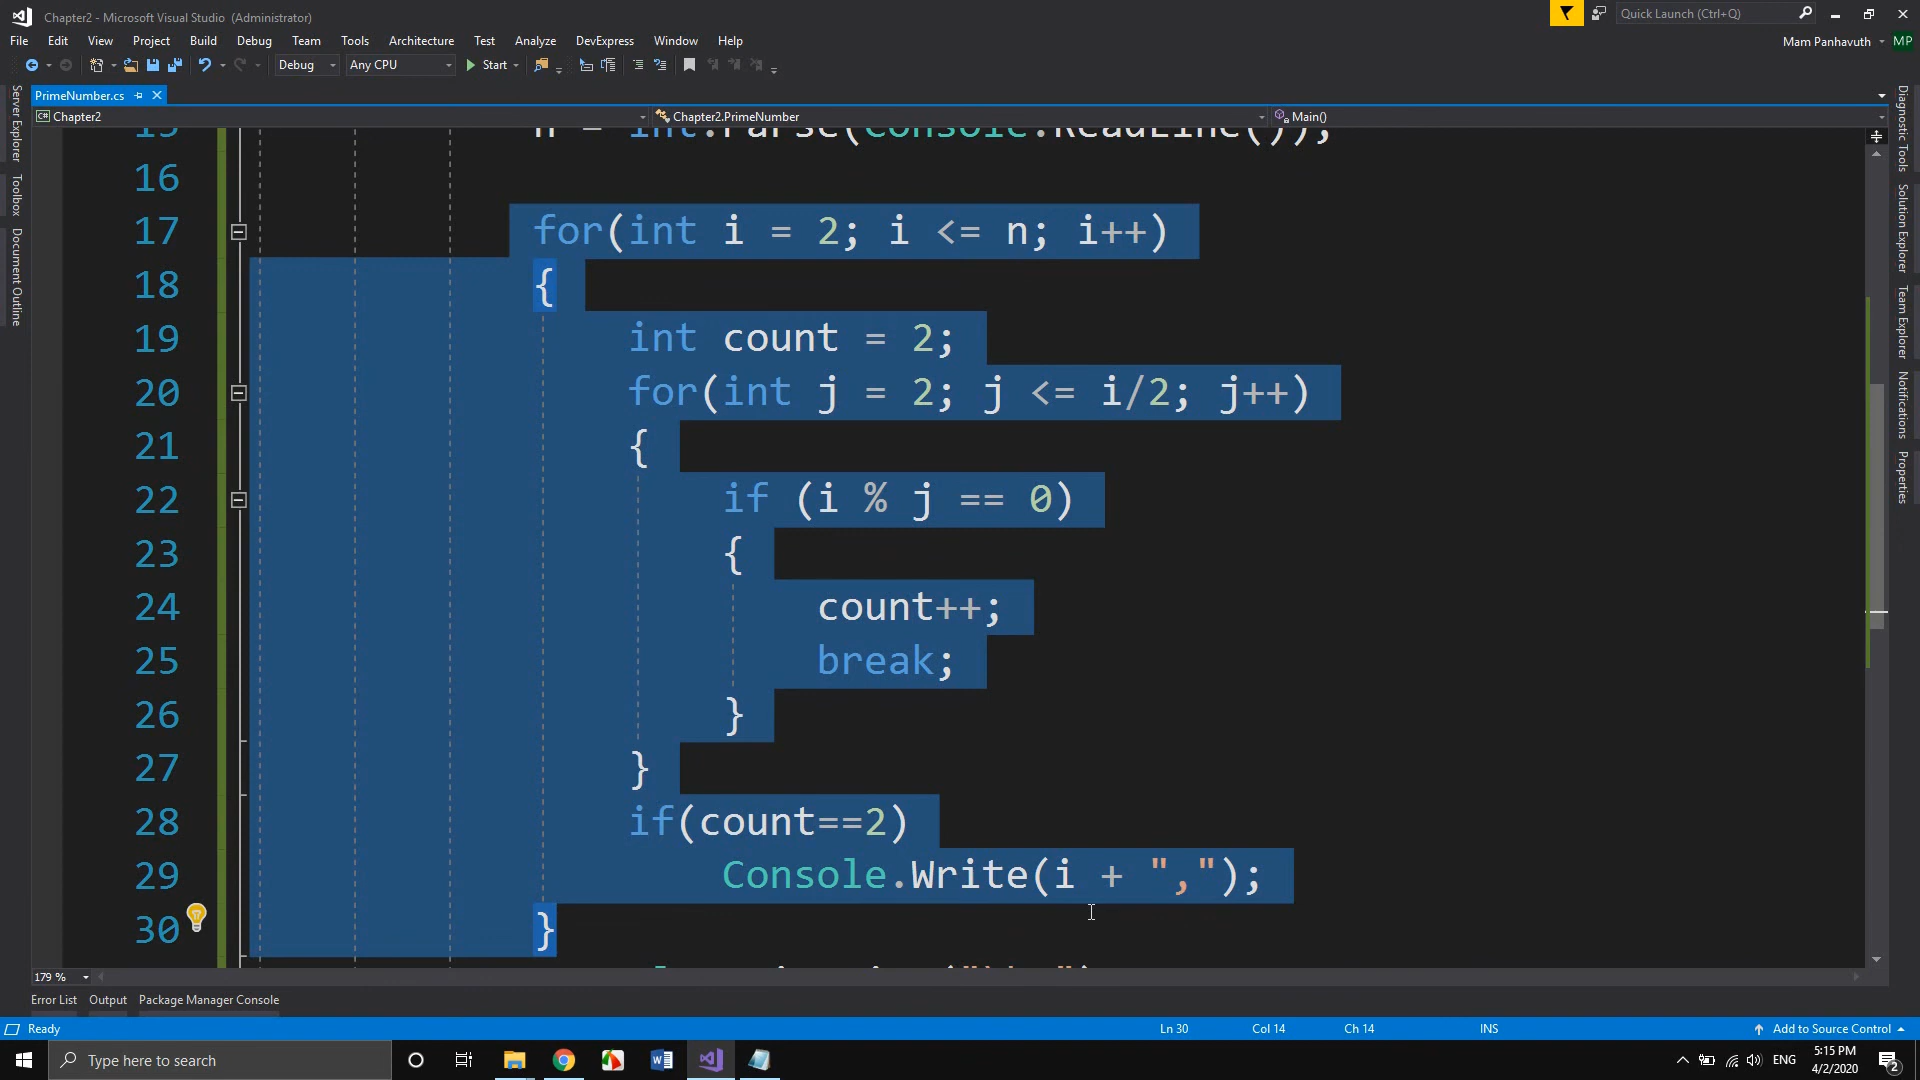 Chapter2 - Microsoft Visual Studio (Administrator)
Quick Launch (Ctrl+Q)
File Edit View Project Build Debug Team Tools Architecture Test Analyze DevExpress Window Help
Mam Panhavuth MP
Debug Any CPU Start
PrimeNumber.cs
C# Chapter2 Chapter2.PrimeNumber Main()
Server Explorer
Toolbox
Document Outline
Diagnostic Tools
Solution Explorer
Team Explorer
Notifications
Properties
15 n = int.Parse(Console.ReadLine());
16
17 for(int i = 2; i <= n; i++)
18 {
19 int count = 2;
20 for(int j = 2; j <= i/2; j++)
21 {
22 if (i % j == 0)
23 {
24 count++;
25 break;
26 }
27 }
28 if(count==2)
29 Console.Write(i + ",");
30 }
179 %
Error List Output Package Manager Console
Ready Ln 30 Col 14 Ch 14 INS Add to Source Control
Type here to search
ENG 5:15 PM
4/2/2020
2